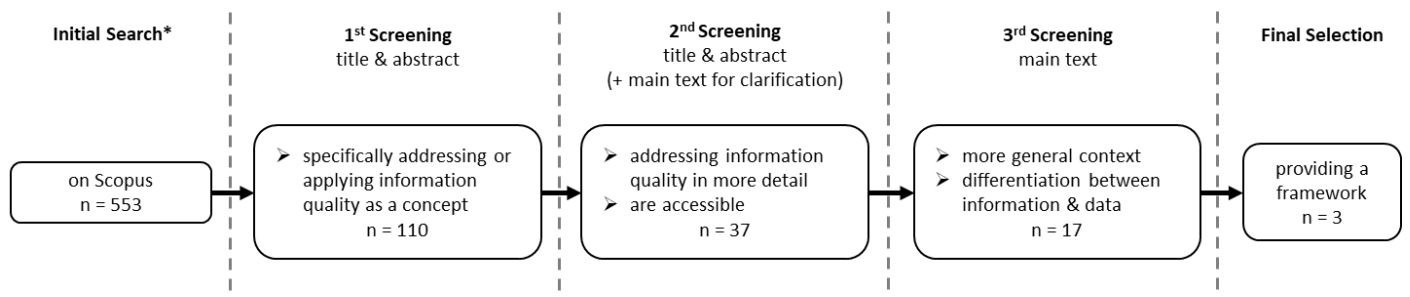 Initial Search*
on Scopus
n = 553
1st Screening
title & abstract
➢ specifically addressing or
applying information
quality as a concept
n = 110
2nd Screening
title & abstract
(+ main text for clarification)
➢ addressing information
quality in more detail
➢ are accessible
n = 37
3rd Screening
main text
➢ more general context
➢ differentiation between
information & data
n = 17
Final Selection
providing a
framework
n = 3